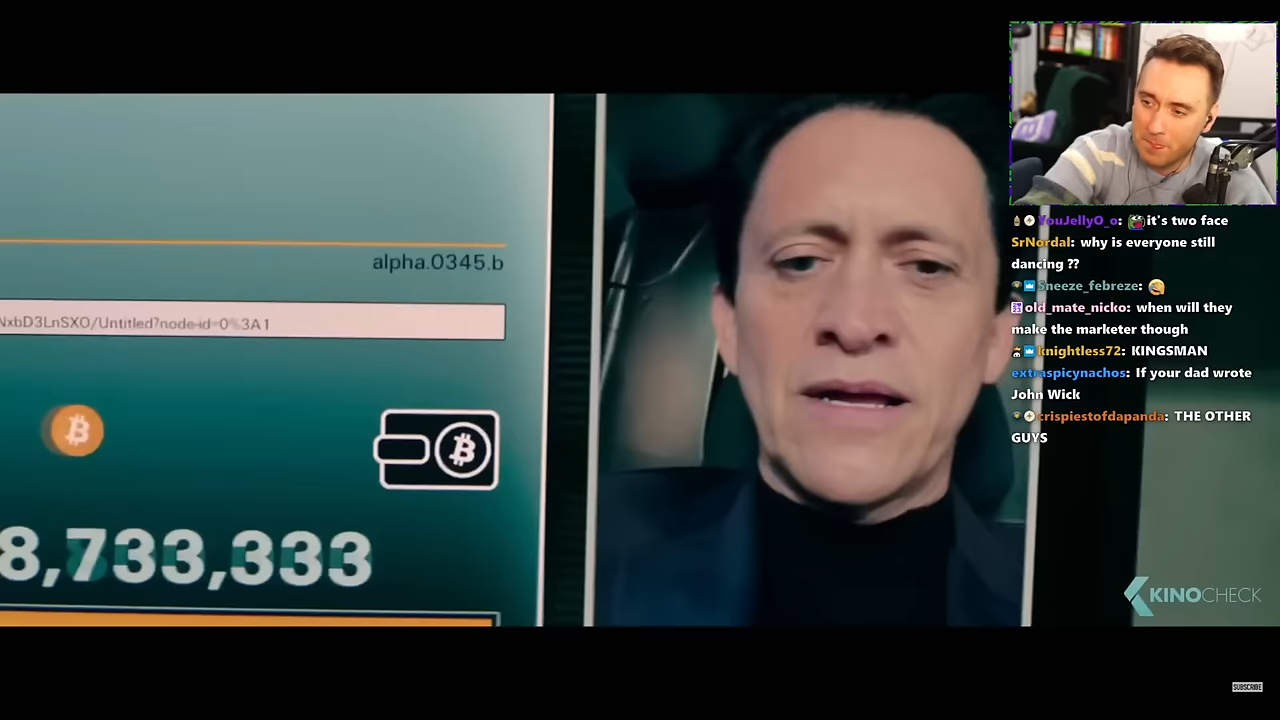 alpha.0345.b
NxbD3LnSXO/Untitled?node-id=0%3A1
8,733,333
YouJellyO_o: it's two face
SrNordal: why is everyone still
dancing ??
Sneeze_febreze:
old_mate_nicko: when will they
make the marketer though
knightless72: KINGSMAN
extraspicynachos: If your dad wrote
John Wick
crispiestofdapanda: THE OTHER
GUYS
KINOCHECK
SUBSCRIBE